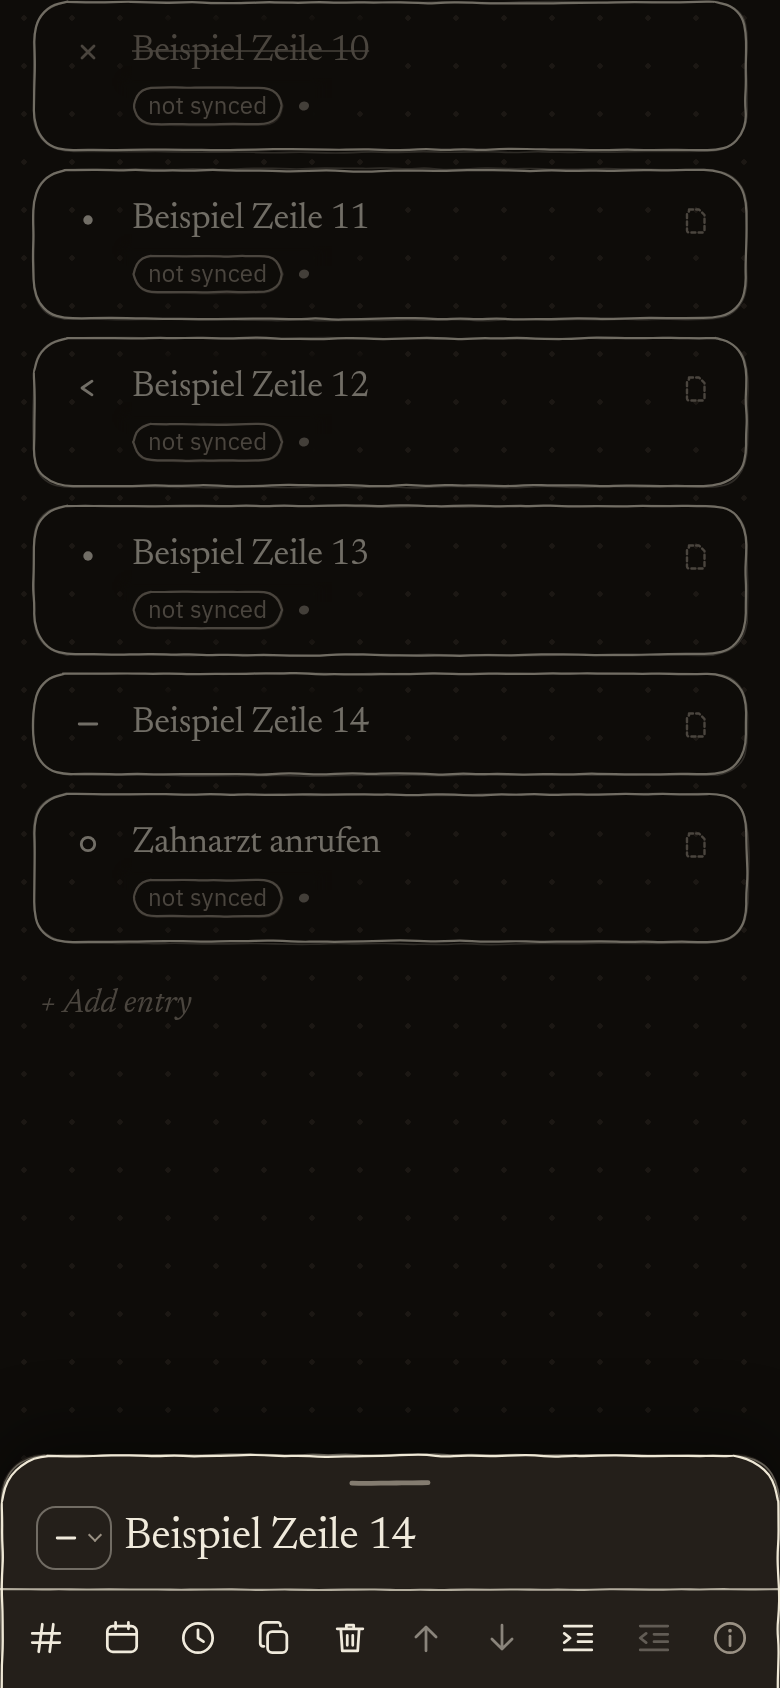 Beispiel Zeile 10
not synced
Beispiel Zeile 11
not synced
Beispiel Zeile 12
not synced
Beispiel Zeile 13
not synced
Beispiel Zeile 14
Zahnarzt anrufen
not synced
+ Add entry
Beispiel Zeile 14